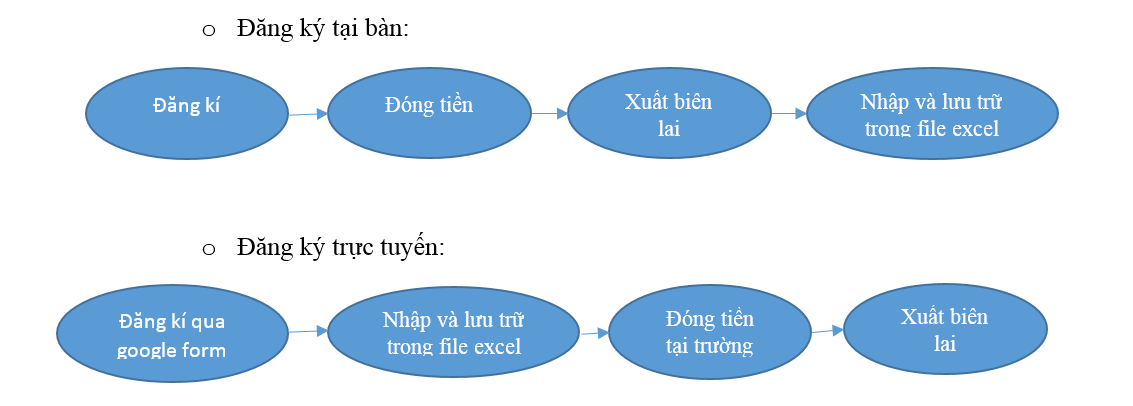 o Đăng ký tại bàn:
Đăng kí
Đóng tiền
Xuất biên
lai
Nhập và lưu trữ
trong file excel
o Đăng ký trực tuyến:
Đăng kí qua
google form
Nhập và lưu trữ
trong file excel
Đóng tiền
tại trường
Xuất biên
lai